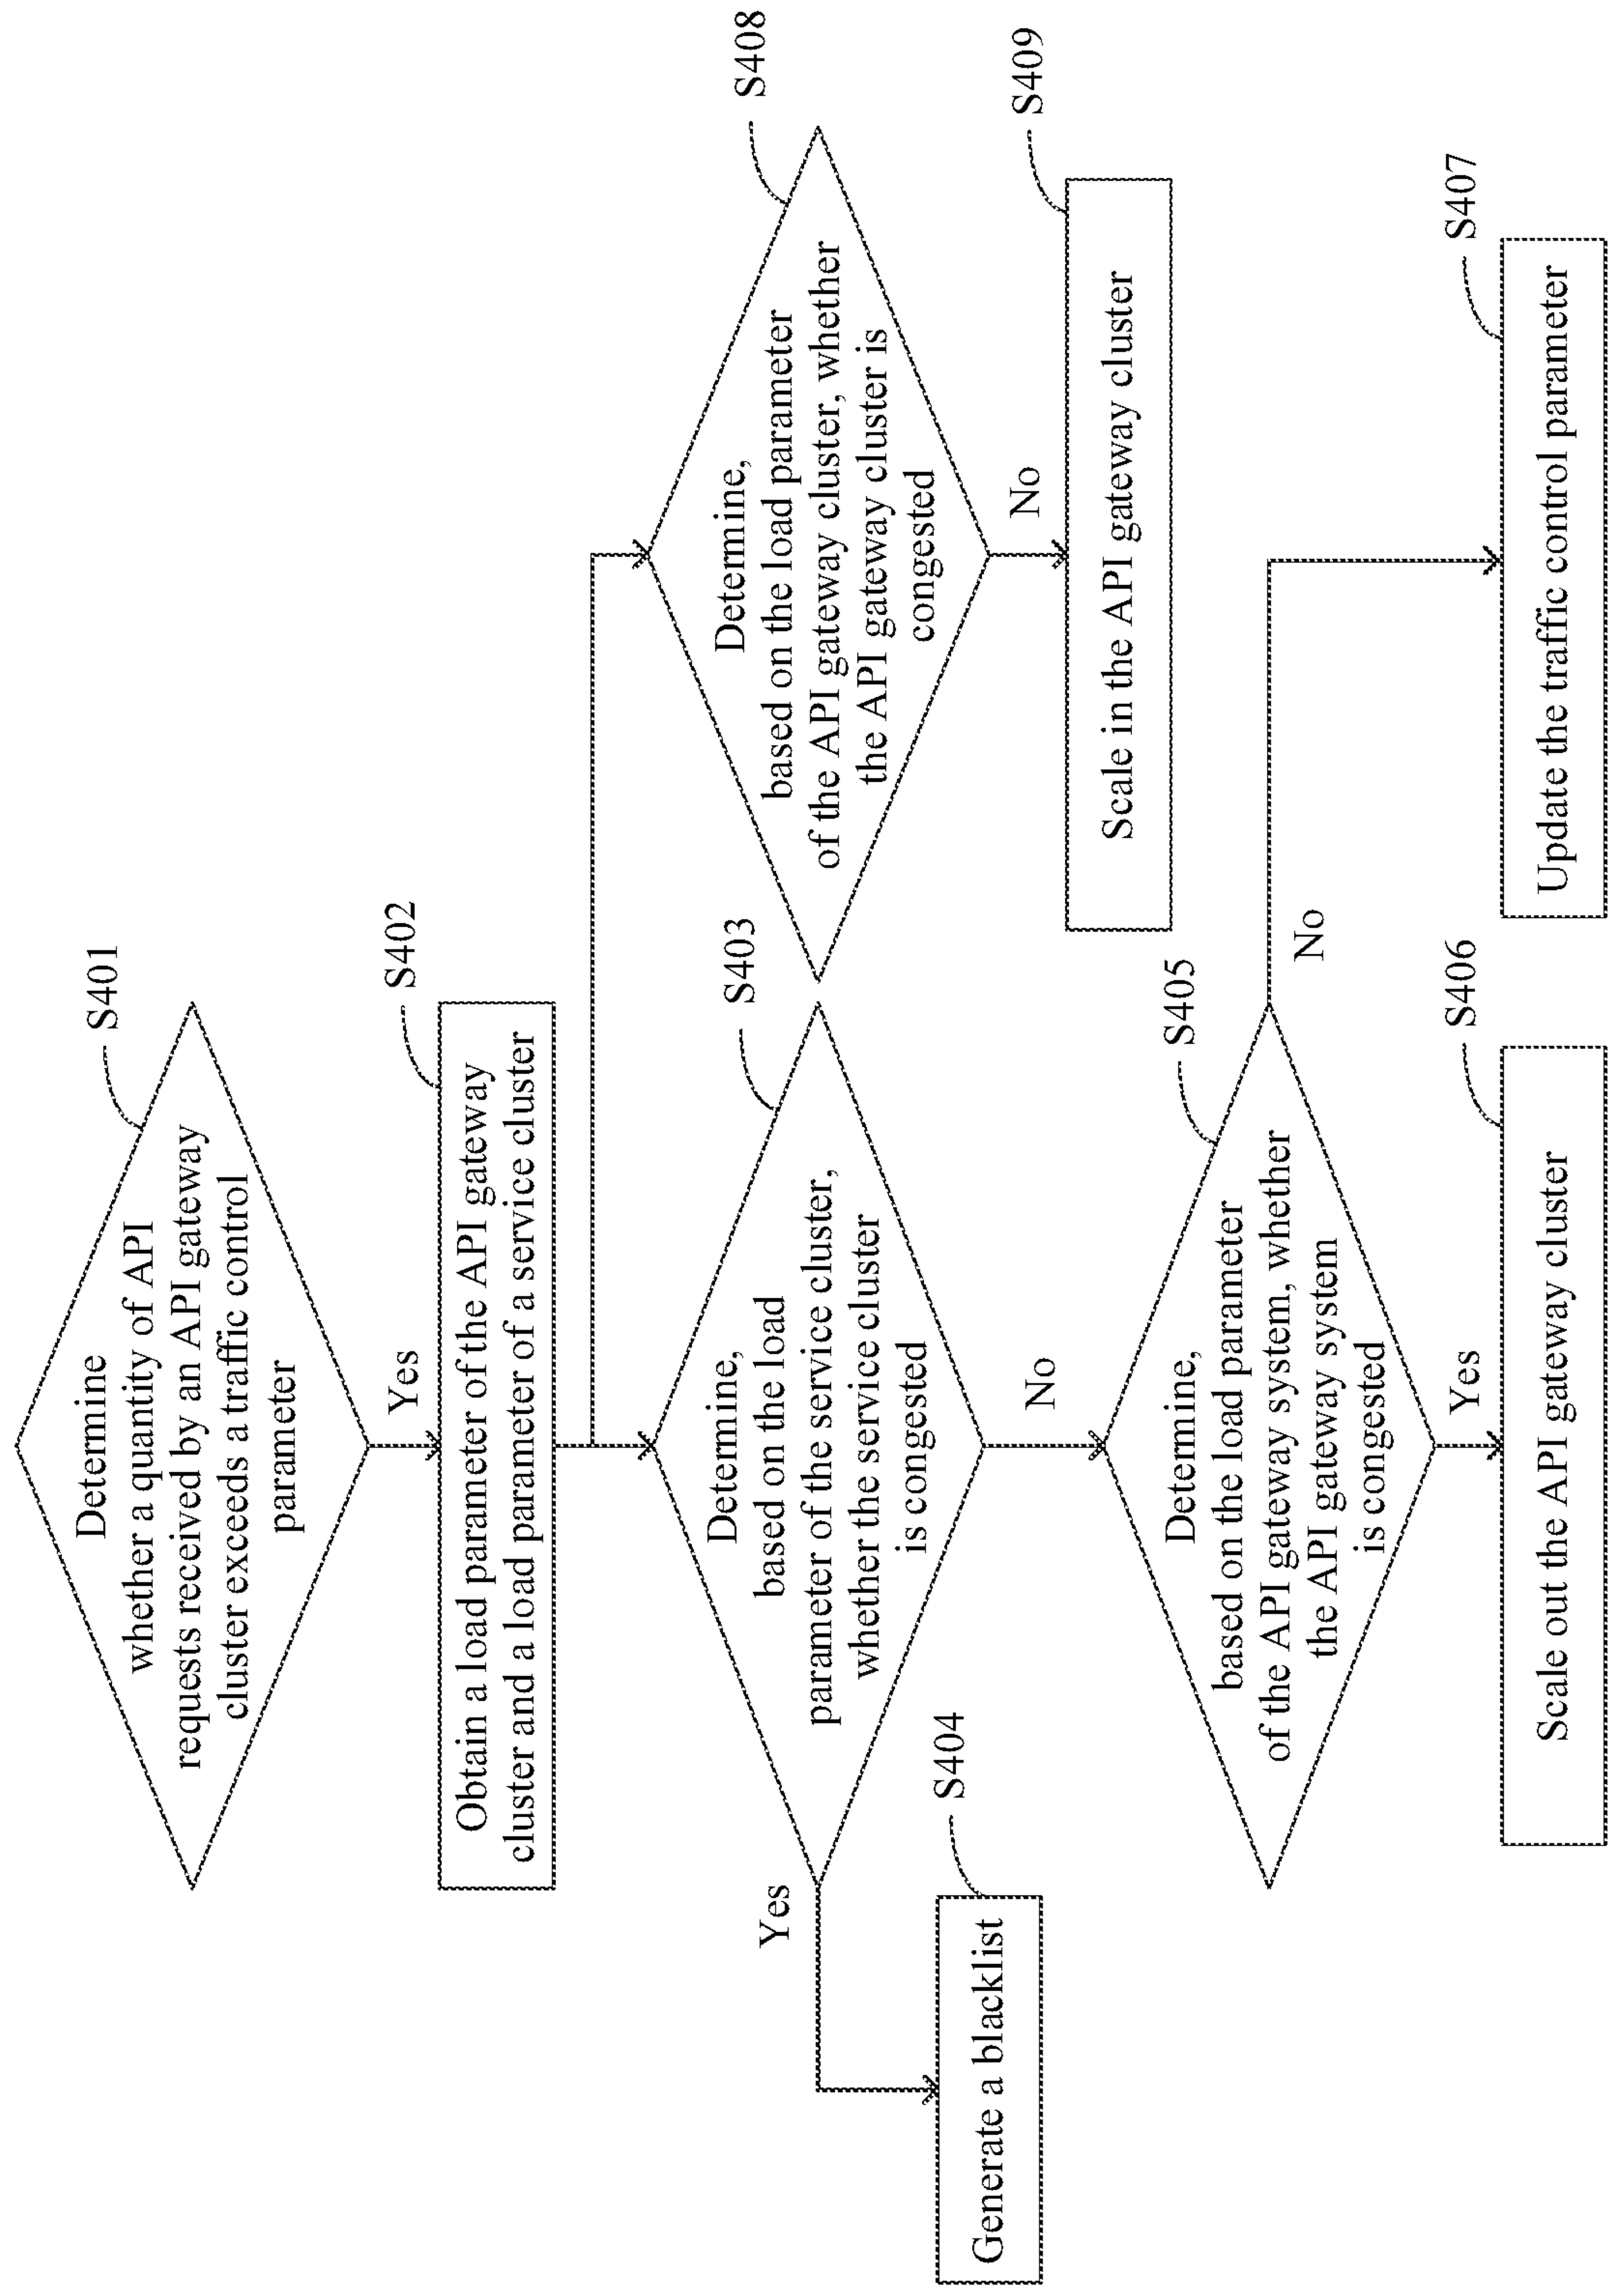 S401
Determine
whether a quantity of API
requests received by an API gateway
cluster exceeds a traffic control
parameter
Yes
S402
Obtain a load parameter of the API gateway
cluster and a load parameter of a service cluster
S403
Determine,
based on the load
parameter of the service cluster,
whether the service cluster
is congested
Yes
S404
Generate a blacklist
No
S405
Determine,
based on the load parameter
of the API gateway system, whether
the API gateway system
is congested
Yes
S406
Scale out the API gateway cluster
No
S407
Update the traffic control parameter
S408
Determine,
based on the load parameter
of the API gateway cluster, whether
the API gateway cluster is
congested
No
S409
Scale in the API gateway cluster